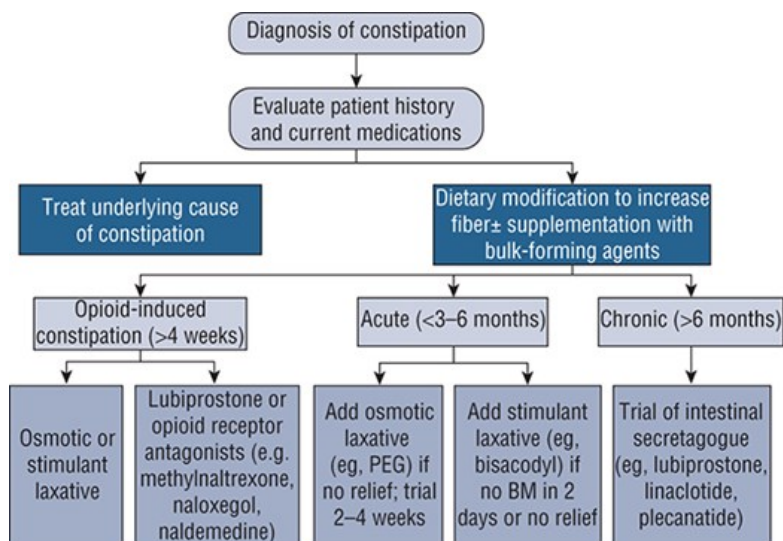 Diagnosis of constipation
Evaluate patient history
and current medications
Treat underlying cause
of constipation
Dietary modification to increase
fiber± supplementation with
bulk-forming agents
Opioid-induced
constipation (>4 weeks)
Acute (<3–6 months)
Chronic (>6 months)
Osmotic or
stimulant
laxative
Lubiprostone or
opioid receptor
antagonists (e.g.
methylnaltrexone,
naloxegol,
naldemedine)
Add osmotic
laxative
(eg, PEG) if
no relief; trial
2–4 weeks
Add stimulant
laxative (eg,
bisacodyl) if
no BM in 2
days or no relief
Trial of intestinal
secretagogue
(eg, lubiprostone,
linaclotide,
plecanatide)